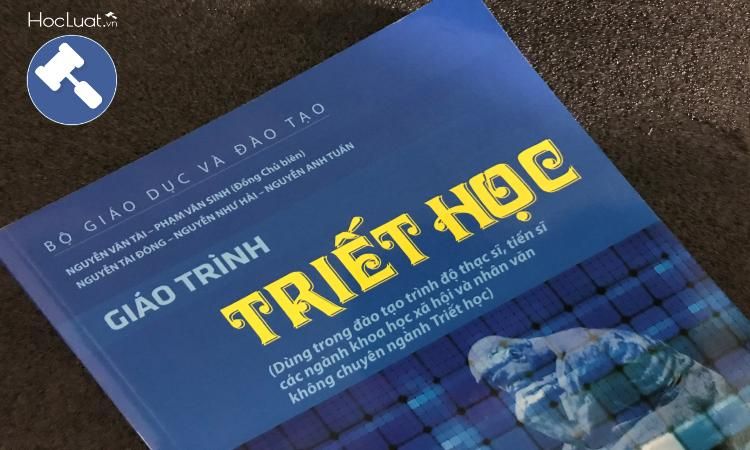 HocLuat.vn
BỘ GIÁO DỤC VÀ ĐÀO TẠO
NGUYỄN VĂN TÀI – PHẠM VĂN SINH (Đồng Chủ biên)
NGUYỄN TÀI ĐÔNG – NGUYỄN NHƯ HẢI – NGUYỄN ANH TUẤN
GIÁO TRÌNH
TRIẾT HỌC
(Dùng trong đào tạo trình độ thạc sĩ, tiến sĩ
các ngành khoa học xã hội và nhân văn
không chuyên ngành Triết học)